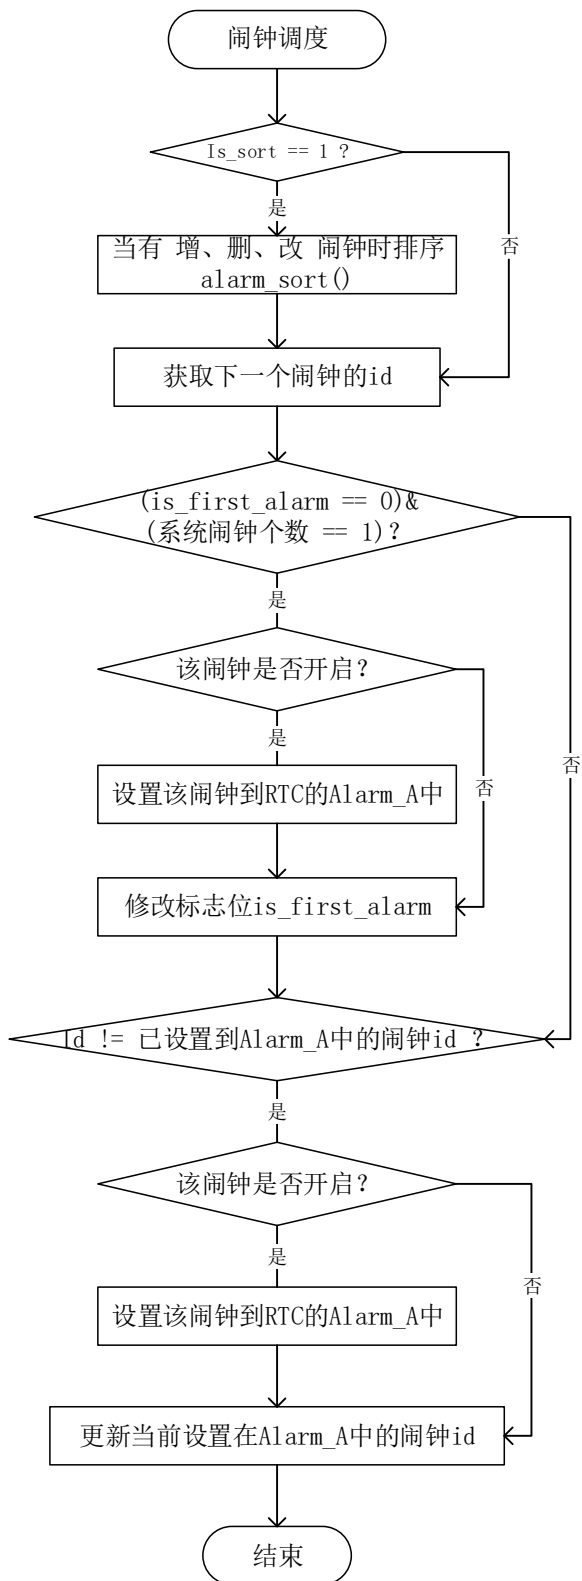 闹钟调度
Is_sort == 1 ?
是
否
当有 增、删、改 闹钟时排序
alarm_sort()
获取下一个闹钟的id
(is_first_alarm == 0)&
(系统闹钟个数 == 1)?
是
该闹钟是否开启?
是
否
否
设置该闹钟到RTC的Alarm_A中
修改标志位is_first_alarm
Id != 已设置到Alarm_A中的闹钟id ?
是
该闹钟是否开启?
是
否
设置该闹钟到RTC的Alarm_A中
更新当前设置在Alarm_A中的闹钟id
结束